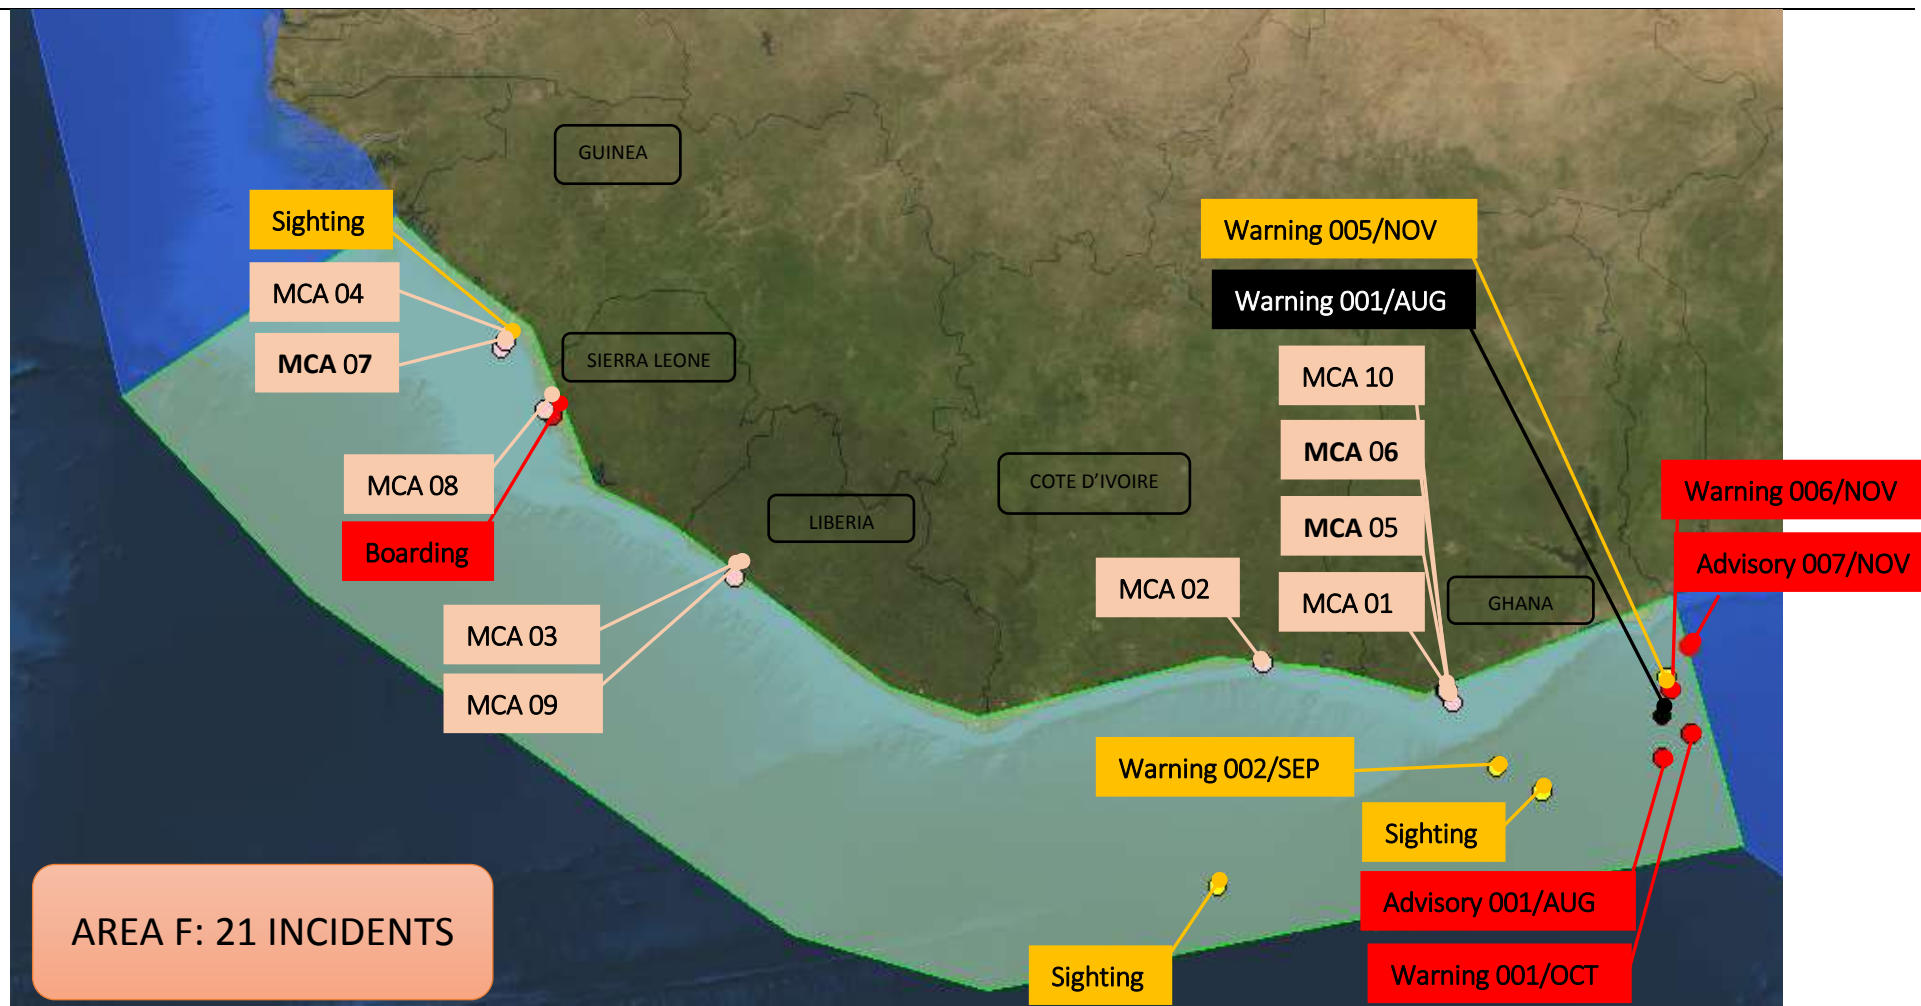 GUINEA
Sighting
Warning 005/NOV
MCA 04
Warning 001/AUG
MCA 07
SIERRA LEONE
MCA 10
MCA 06
MCA 08
COTE D'IVOIRE
Warning 006/NOV
LIBERIA
MCA 05
Boarding
Advisory 007/NOV
MCA 02
MCA 01
GHANA
MCA 03
MCA 09
Warning 002/SEP
Sighting
Advisory 001/AUG
AREA F: 21 INCIDENTS
Sighting
Warning 001/OCT